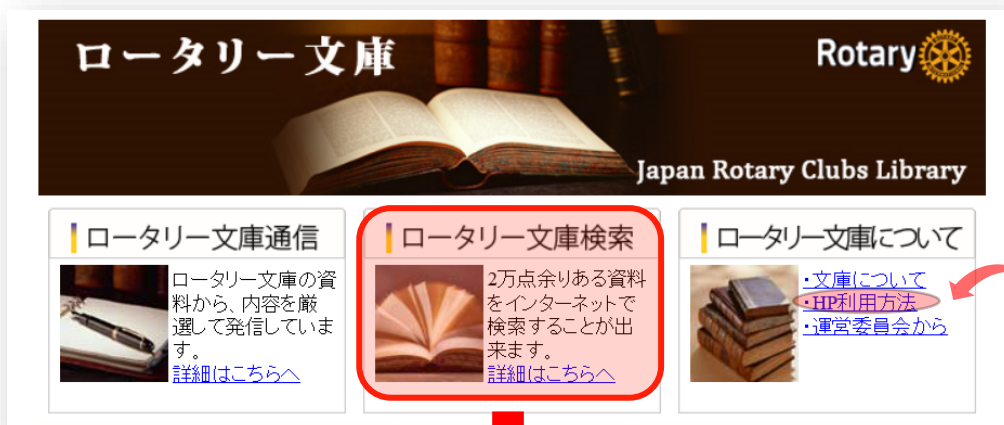 ロータリー文庫
Rotary
Japan Rotary Clubs Library
ロータリー文庫通信
ロータリー文庫の資
料から、内容を厳
選して発信していま
す。
詳細はこちらへ
ロータリー文庫検索
2万点余りある資料
をインターネットで
検索することが出
来ます。
詳細はこちらへ
ロータリー文庫について
・文庫について
・HP利用方法
・運営委員会から